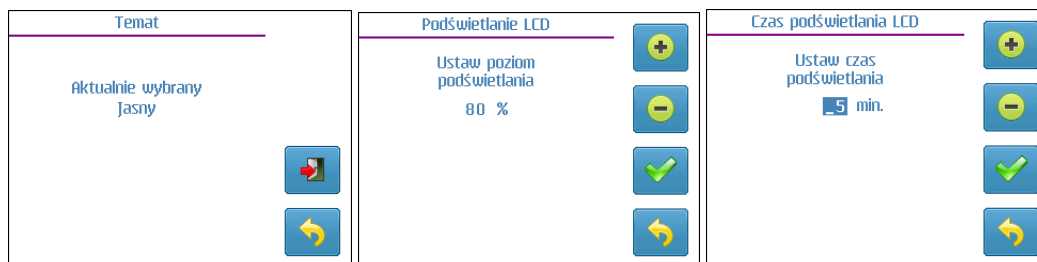 Temat
Aktualnie wybrany
Jasny
Podświetlanie LCD
Ustaw poziom
podświetlania
80 %
Czas podświetlania LCD
Ustaw czas
podświetlania
_5 min.